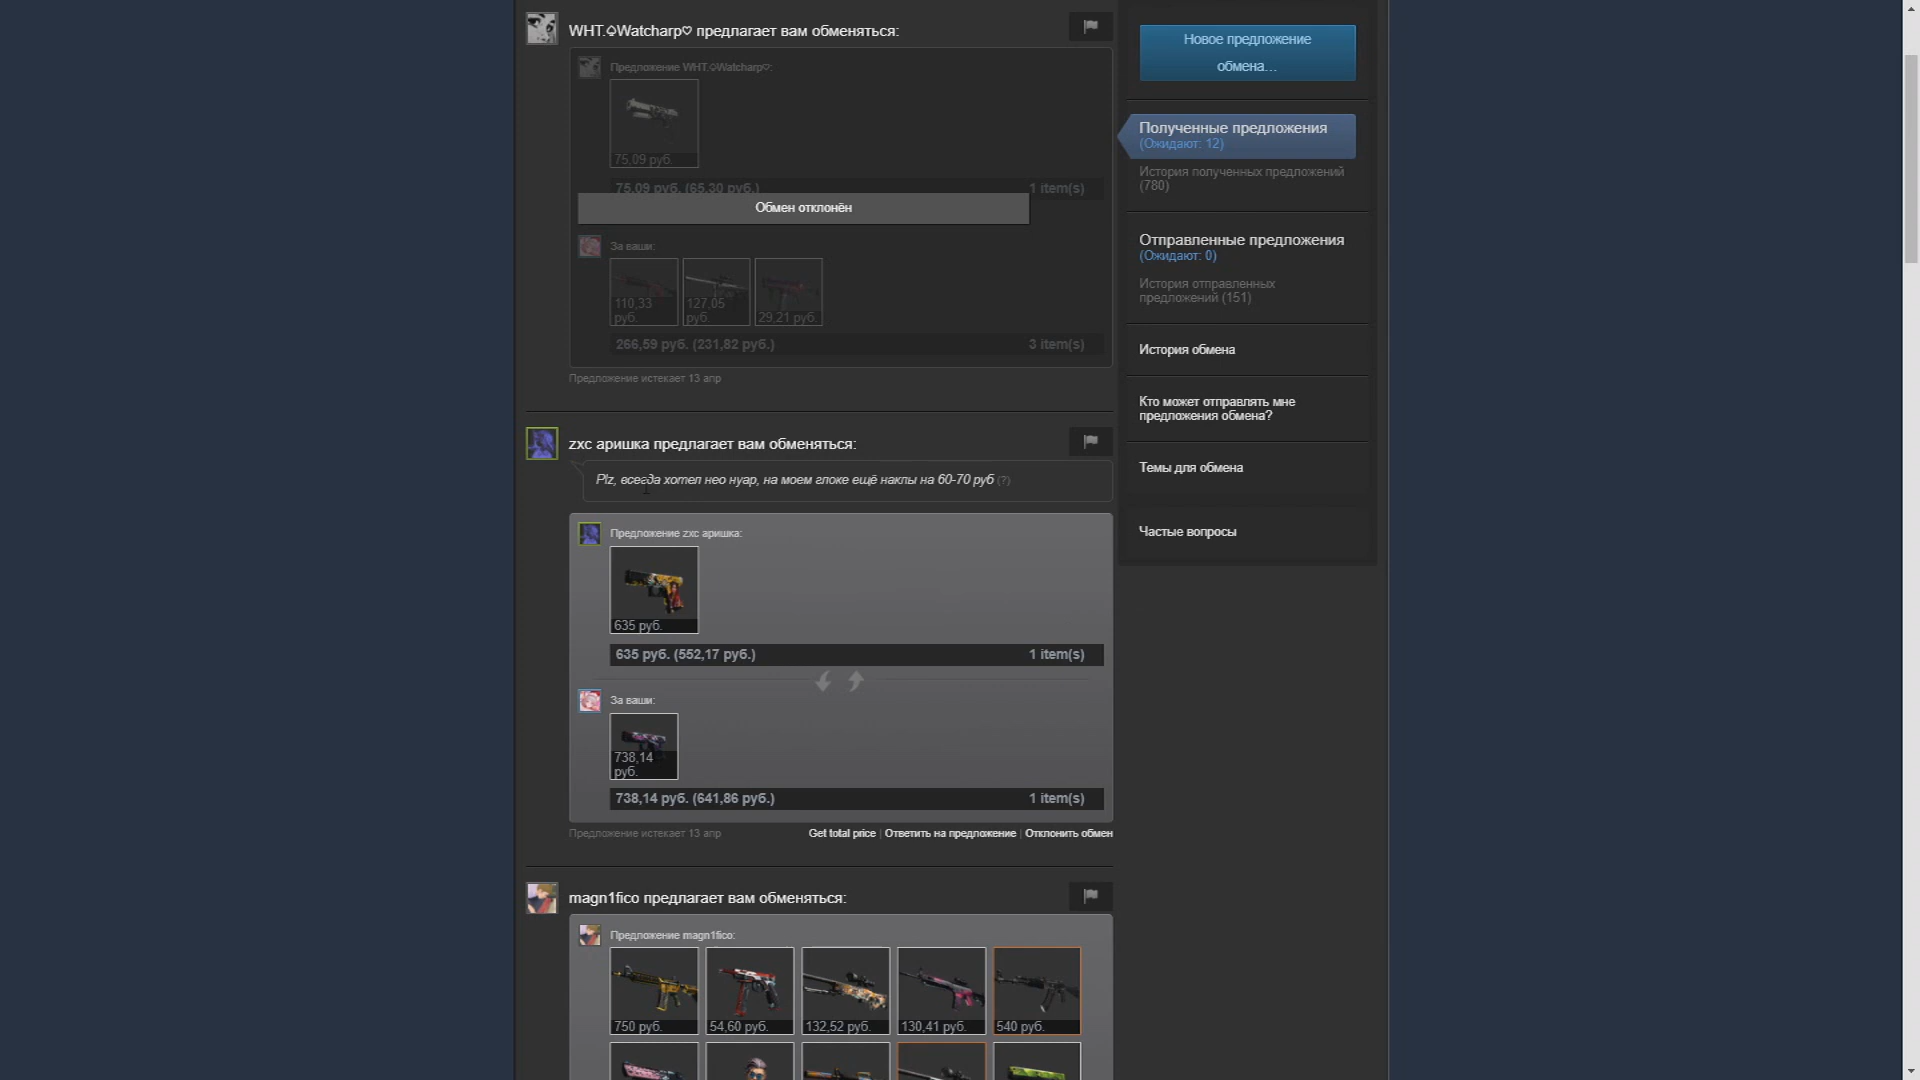 WHT.♤Watcharp♡ предлагает вам обменяться:
Предложение WHT.♤Watcharp♡:
75,09 руб.
75,09 руб. (65,30 руб.)
1 item(s)
Обмен отклонён
За ваши:
110,33 руб.
127,05 руб.
29,21 руб.
266,59 руб. (231,82 руб.)
3 item(s)
Предложение истекает 13 апр
zxc аришка предлагает вам обменяться:
Plz, всегда хотел нео нуар, на моем глоке ещё наклы на 60-70 руб (?)
Предложение zxc аришка:
635 руб.
635 руб. (552,17 руб.)
1 item(s)
За ваши:
738,14
руб.
738,14 руб. (641,86 руб.)
1 item(s)
Предложение истекает 13 апр
Get total price | Ответить на предложение | Отклонить обмен
magn1fico предлагает вам обменяться:
Предложение magn1fico:
750 руб.
54,60 руб.
132,52 руб.
130,41 руб.
540 руб.
Новое предложение
обмена...
Полученные предложения
(Ожидают: 12)
История полученных предложений
(780)
Отправленные предложения
(Ожидают: 0)
История отправленных
предложений (151)
История обмена
Кто может отправлять мне
предложения обмена?
Темы для обмена
Частые вопросы